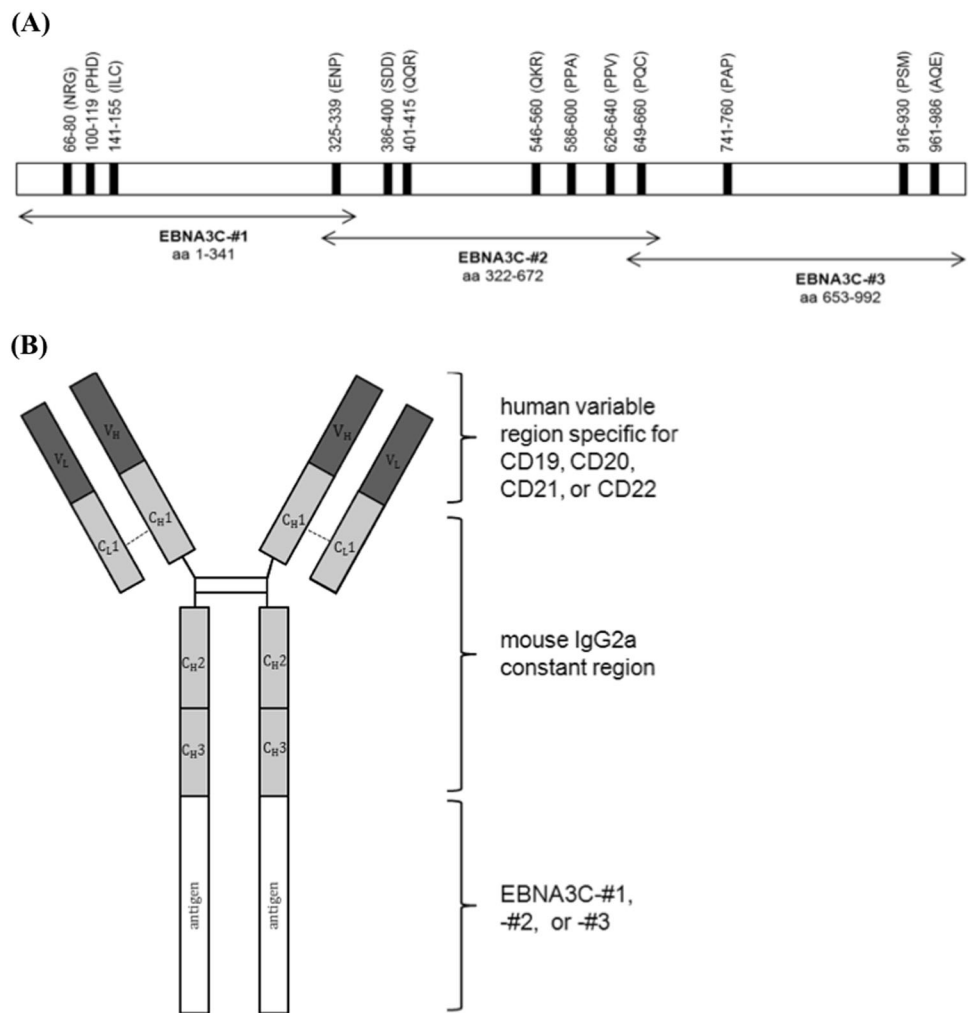 (A)
66-80 (NRG)
100-119 (PHD)
141-155 (ILC)
325-339 (ENP)
386-400 (SDD)
401-415 (QQR)
546-560 (QKR)
586-600 (PPA)
626-640 (PPV)
649-660 (PQC)
741-760 (PAP)
916-930 (PSM)
961-986 (AQE)
EBNA3C-#1
aa 1-341
EBNA3C-#2
aa 322-672
EBNA3C-#3
aa 653-992
(B)
VL
VH
VH
VL
CL1
CH1
CH1
CL1
CH2
CH2
CH3
CH3
antigen
antigen
human variable
region specific for
CD19, CD20,
CD21, or CD22
mouse IgG2a
constant region
EBNA3C-#1,
-#2, or -#3